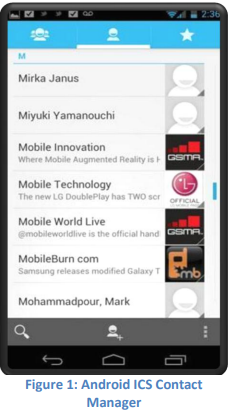 2:36
M
Mirka Janus
Miyuki Yamanouchi
Mobile Innovation
Where Mobile Augmented Reality is H
GSMA
Mobile Technology
The new LG DoublePlay has TWO scr
LG
OFFICIAL
Mobile World Live
@mobileworldlive is the official hand
GSMA
MobileBurn com
Samsung releases modified Galaxy T
mb
Mohammadpour, Mark
Figure 1: Android ICS Contact
Manager